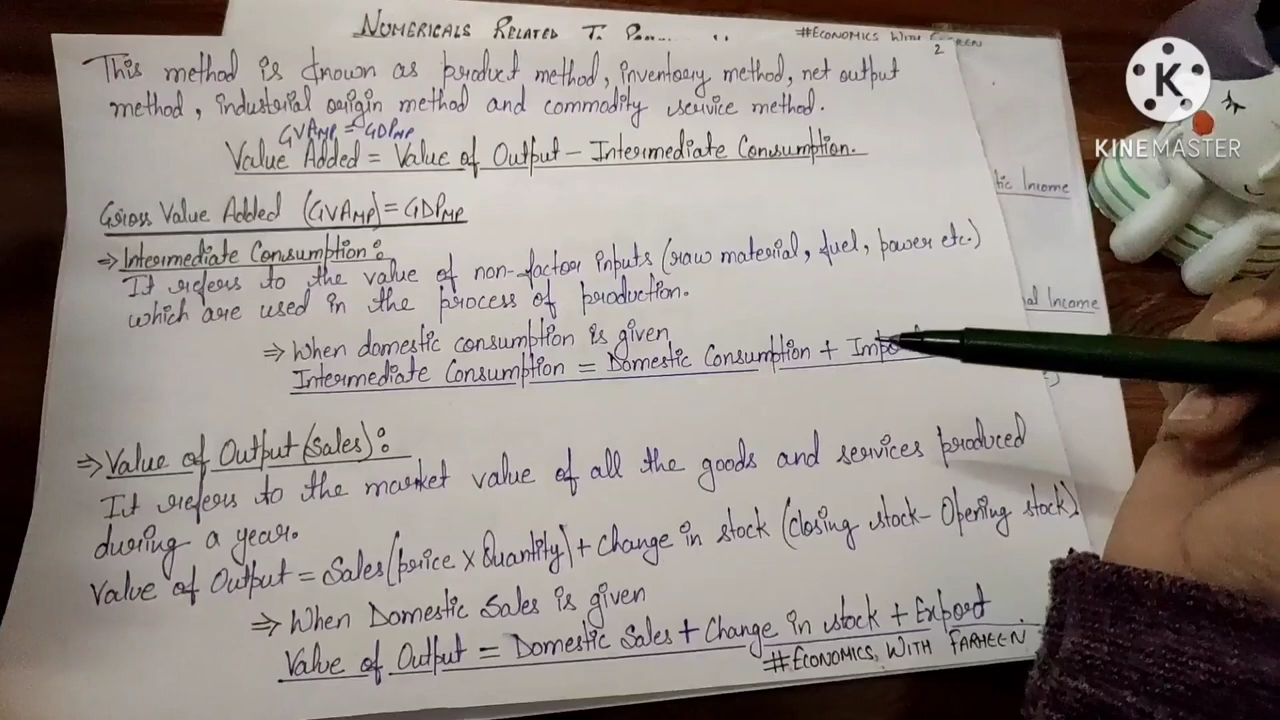 NUMERICALS RELATED
#ECONOMICS WITH
2
This method is known as product method, inventory method, net output
method, industrial origin method and commodity service method.
GVAMP = GDPMP
Value Added = Value of Output - Intermediate Consumption.
Gross Value Added (GVAMP) = GDPMP
⇒ Intermediate Consumption:
It refers to the value of non-factor inputs (raw material, fuel, power etc.)
which are used in the process of production.
⇒ When domestic consumption is given
Intermediate Consumption = Domestic Consumption +
⇒ Value of Output (Sales):
It refers to the market value of all the goods and services produced
during a year.
Value of Output = Sales (price × Quantity) + change in stock (closing stock - Opening stock)
⇒ When Domestic Sales is given
Value of Output = Domestic Sales + Change in stock + Export
#ECONOMICS, WITH FARHEEN
Income
Income
K
KINEMASTER